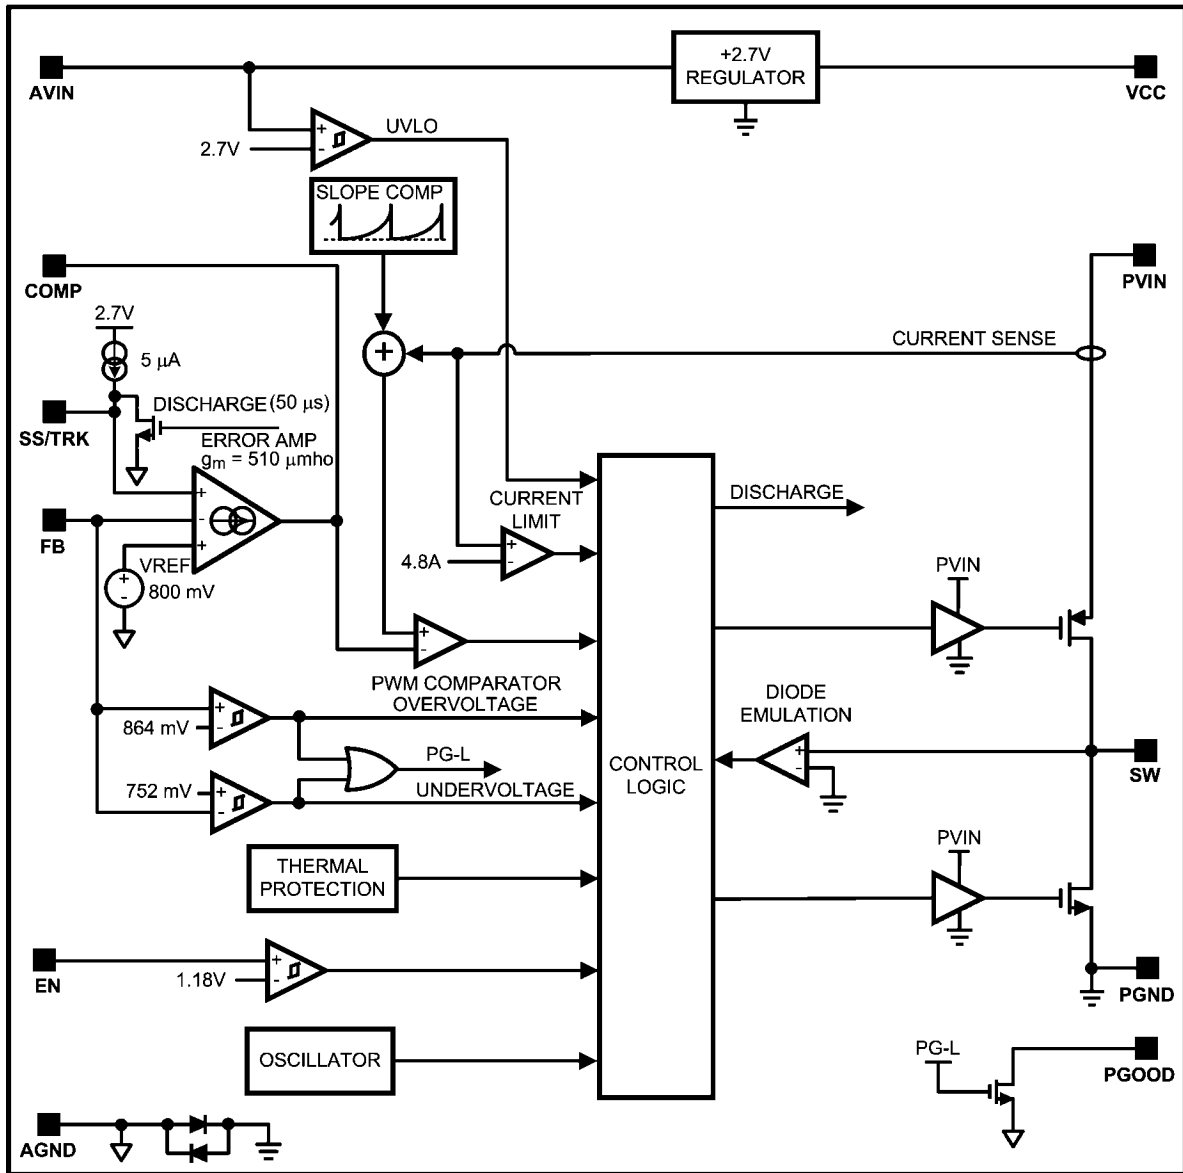 +2.7V
REGULATOR
AVIN
VCC
UVLO
+
-
2.7V
SLOPE COMP
COMP
PVIN
2.7V
+
CURRENT SENSE
5 μA
DISCHARGE (50 μs)
SS/TRK
ERROR AMP
gm = 510 μmho
+
-
+
FB
VREF
800 mV
+
-
CURRENT
LIMIT
+
-
4.8A
DISCHARGE
PVIN
+
-
PWM COMPARATOR
OVERVOLTAGE
+
-
864 mV
PG-L
752 mV
+
-
UNDERVOLTAGE
CONTROL
LOGIC
DIODE
EMULATION
+
-
SW
THERMAL
PROTECTION
PVIN
EN
+
-
1.18V
PGND
OSCILLATOR
PG-L
PGOOD
AGND